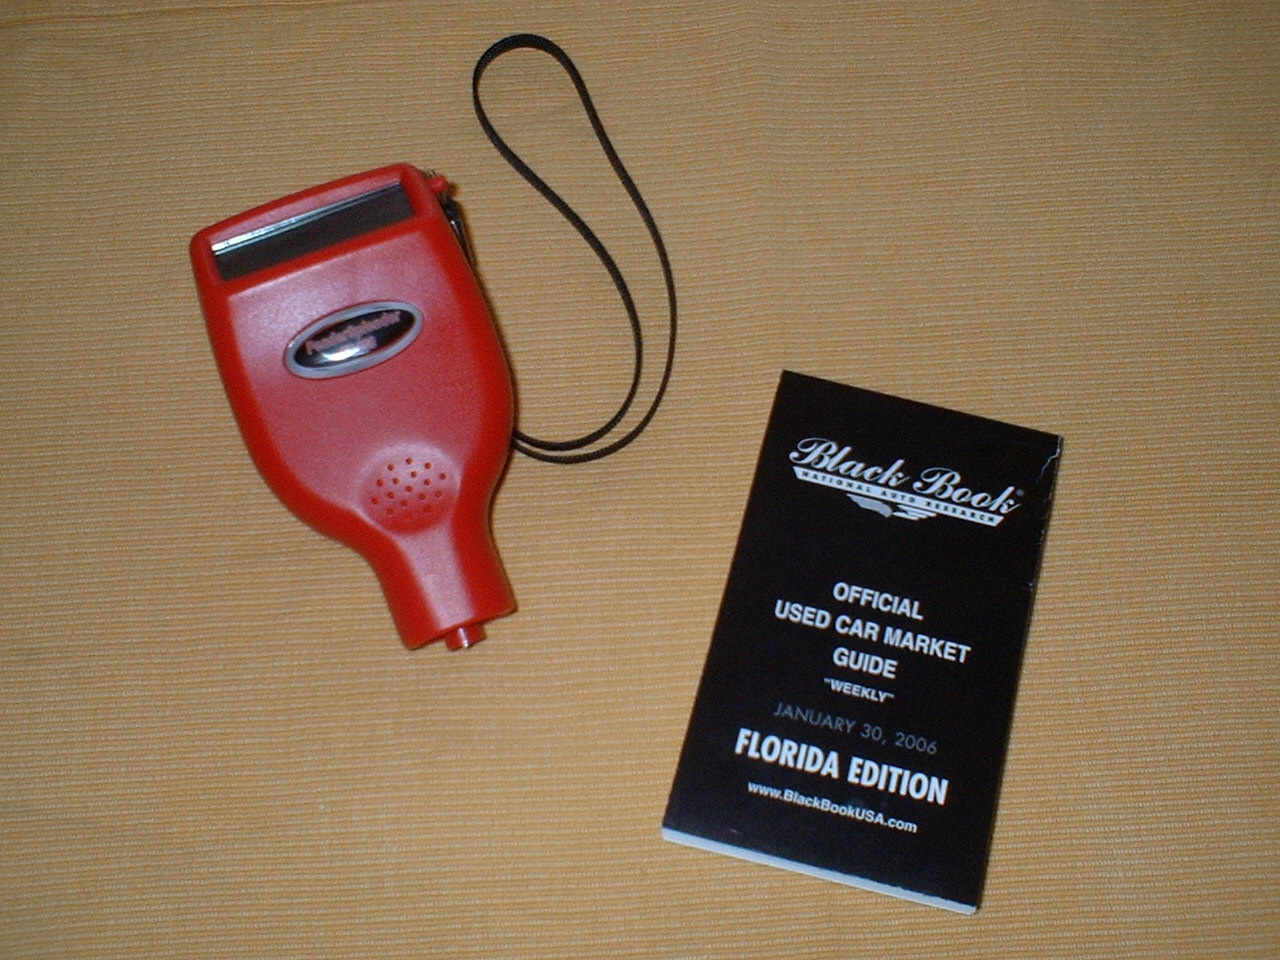 Black Book®
NATIONAL AUTO RESEARCH
OFFICIAL
USED CAR MARKET
GUIDE
"WEEKLY"
JANUARY 30, 2006
FLORIDA EDITION
www.BlackBookUSA.com